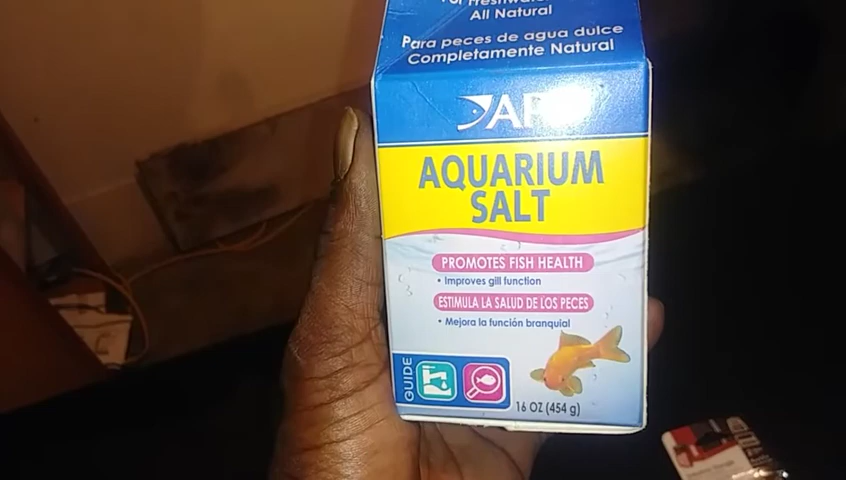 All Natural
Para peces de agua dulce
Completamente Natural
AQUARIUM
SALT
PROMOTES FISH HEALTH
• Improves gill function
ESTIMULA LA SALUD DE LOS PECES
• Mejora la función branquial
GUIDE
16 OZ (454 g)